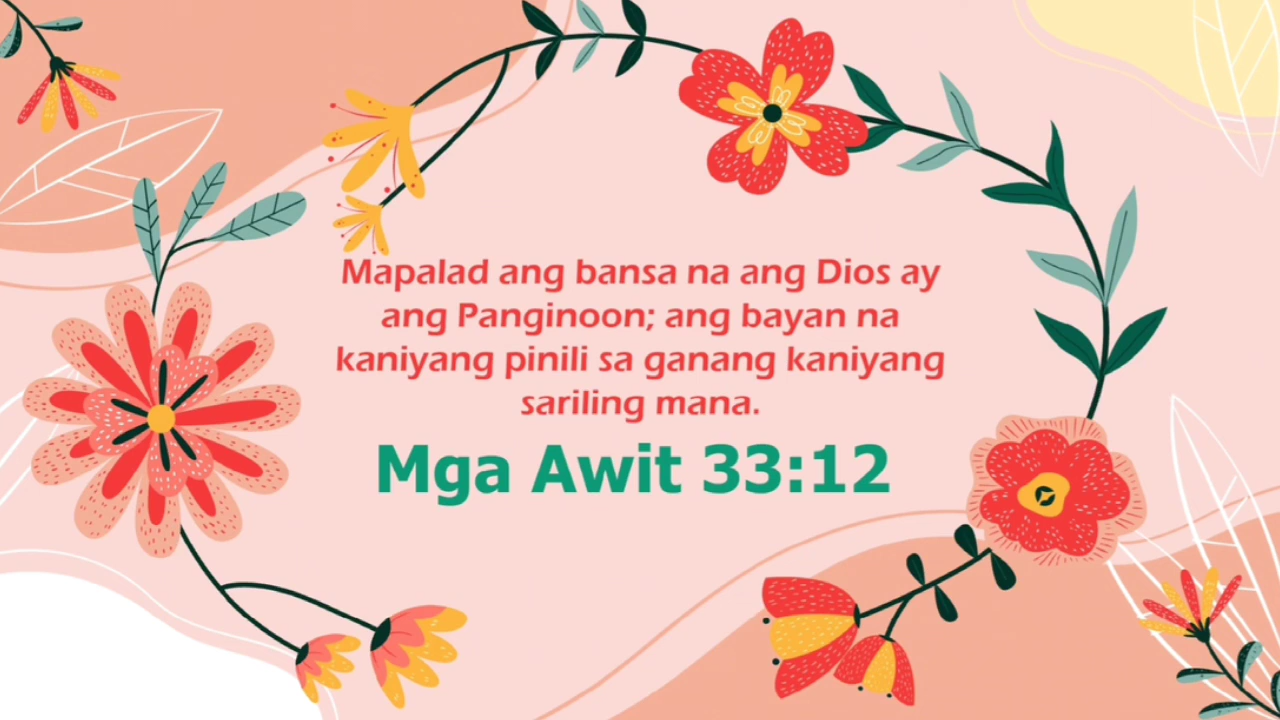 Mapalad ang bansa na ang Dios ay
ang Panginoon; ang bayan na
kaniyang pinili sa ganang kaniyang
sariling mana.
Mga Awit 33:12